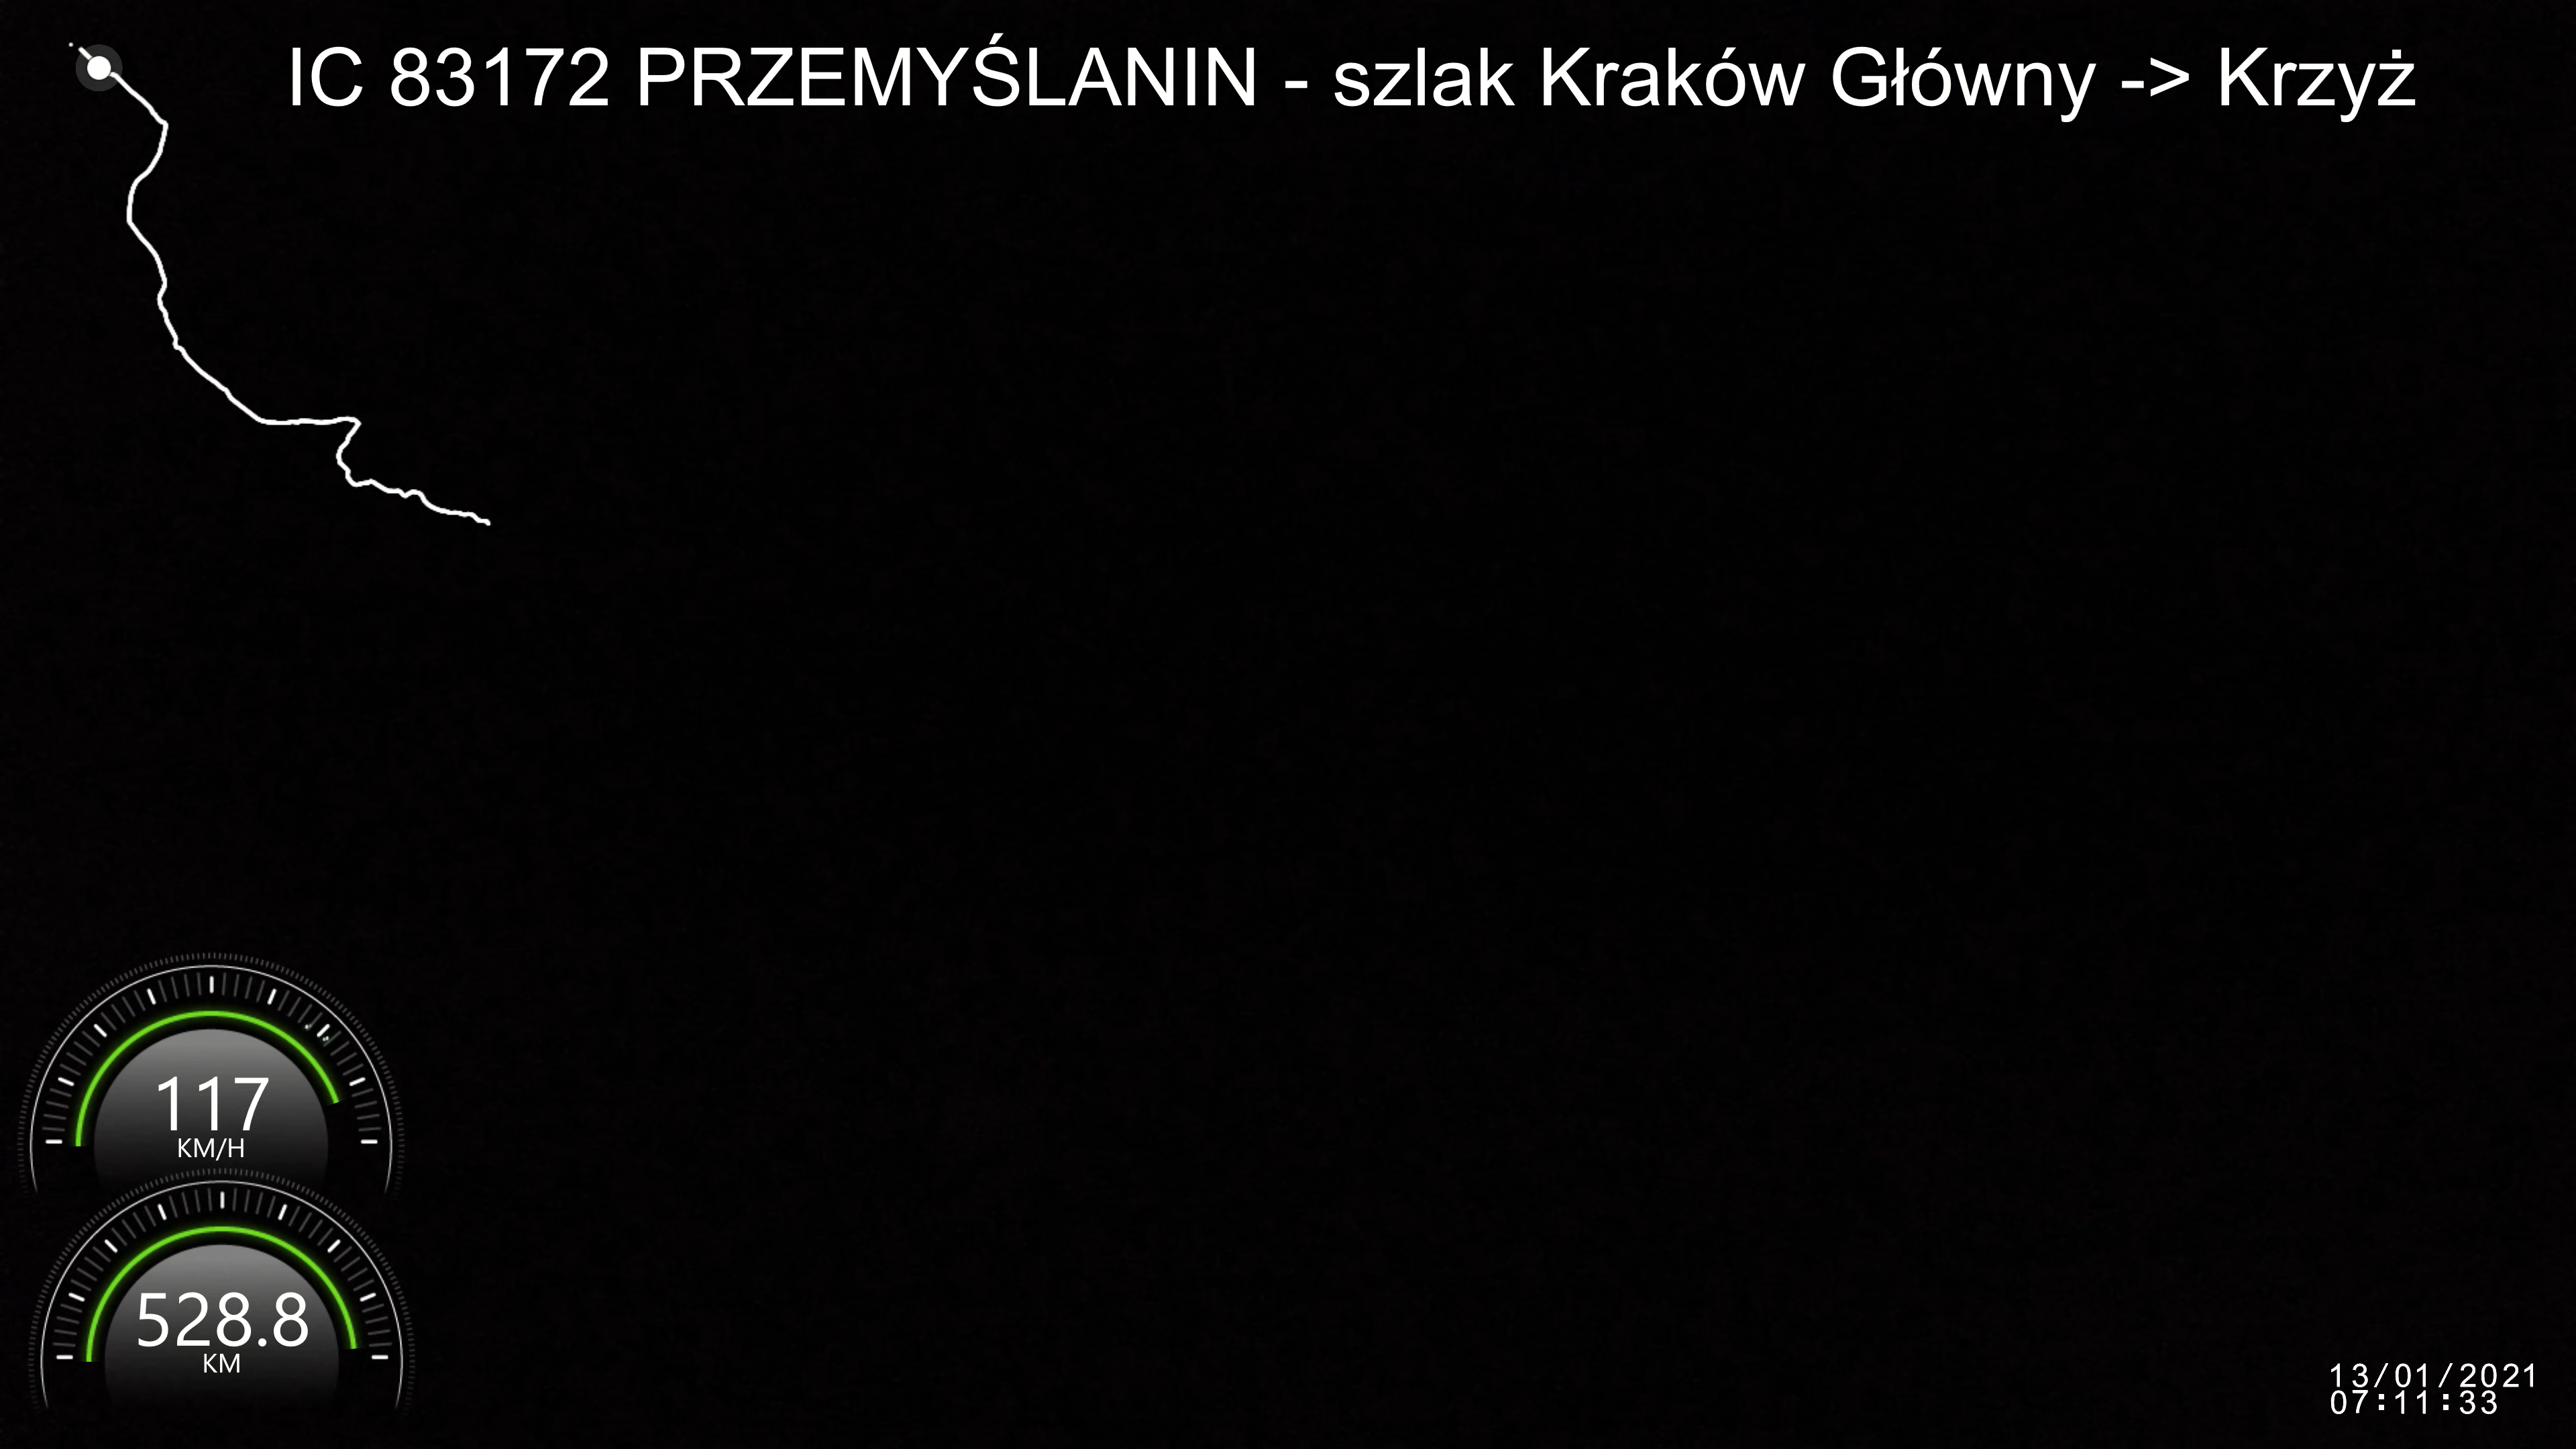 IC 83172 PRZEMYŚLANIN - szlak Kraków Główny -> Krzyż
117
KM/H
528.8
KM
13/01/2021
07:11:33